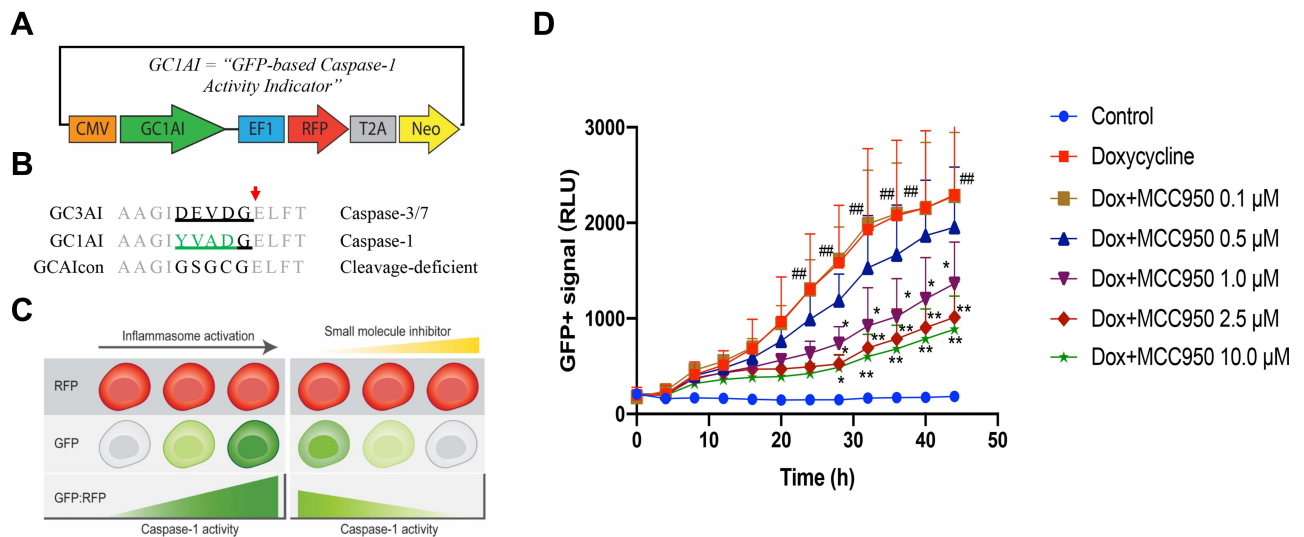 A
GC1AI = “GFP-based Caspase-1
Activity Indicator”
CMV GC1AI EF1 RFP T2A Neo
B
GC3AI AAGIDEVDGELFT Caspase-3/7
GC1AI AAGIYVADGELFT Caspase-1
GCAIcon AAGIGSGCGELFT Cleavage-deficient
C
Inflammasome activation
Small molecule inhibitor
RFP
GFP
GFP:RFP
Caspase-1 activity
Caspase-1 activity
D
GFP+ signal (RLU)
3000
2000
1000
0
## ## ## ## ## ##
* * * *
* ** ** ** **
* ** ** ** **
0 10 20 30 40 50
Time (h)
Control
Doxycycline
Dox+MCC950 0.1 µM
Dox+MCC950 0.5 µM
Dox+MCC950 1.0 µM
Dox+MCC950 2.5 µM
Dox+MCC950 10.0 µM